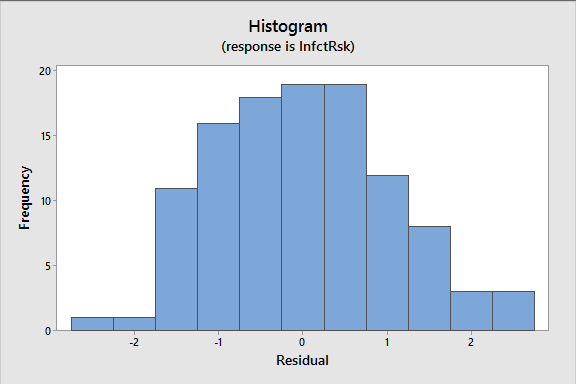 Histogram
(response is InfctRsk)
20
15
10
5
0
Frequency
-2
-1
0
1
2
Residual